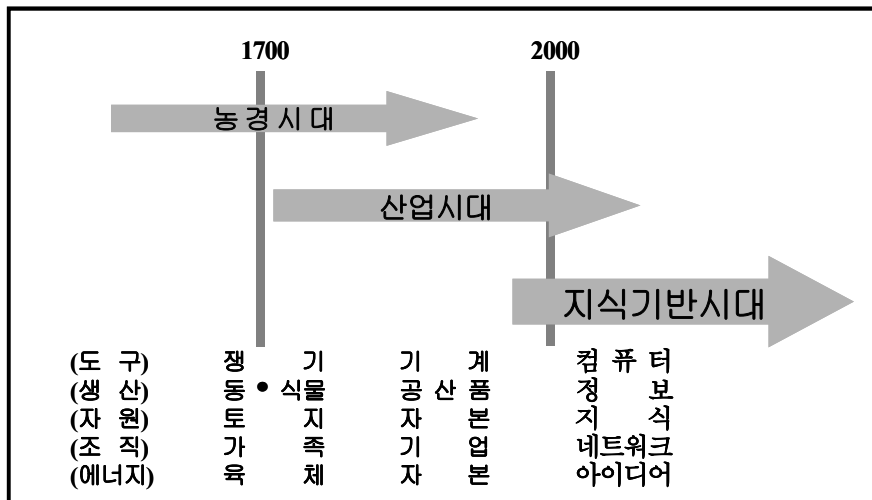 1700 2000
농경시대
산업시대
지식기반시대
(도 구) 쟁 기 기 계 컴 퓨 터
(생 산) 동•식물 공 산 품 정 보
(자 원) 토 지 자 본 지 식
(조 직) 가 족 기 업 네트워크
(에너지) 육 체 자 본 아이디어